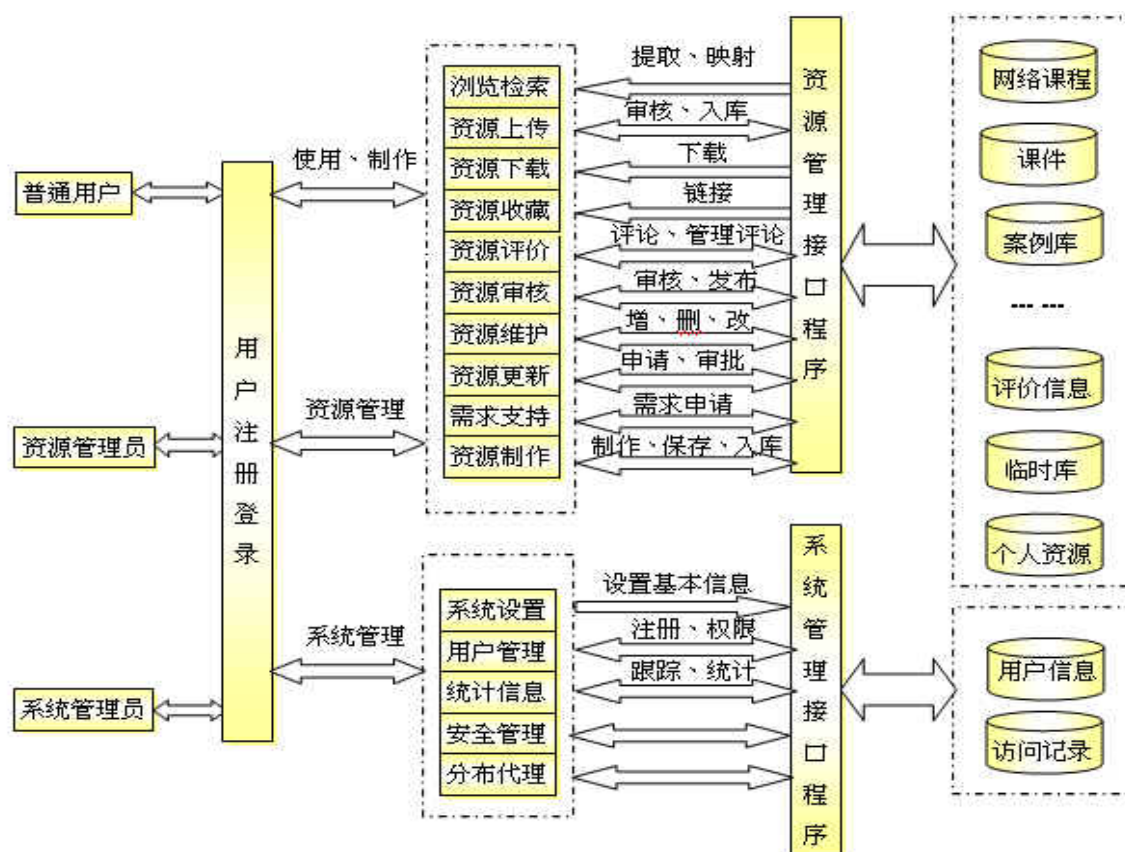 普通用户
资源管理员
系统管理员
用户注册登录
使用、制作
资源管理
系统管理
浏览检索
资源上传
资源下载
资源收藏
资源评价
资源审核
资源维护
资源更新
需求支持
资源制作
系统设置
用户管理
统计信息
安全管理
分布代理
提取、映射
审核、入库
下载
链接
评论、管理评论
审核、发布
增、删、改
申请、审批
需求申请
制作、保存、入库
设置基本信息
注册、权限
跟踪、统计
资源管理接口程序
系统管理接口程序
网络课程
课件
案例库
--- ---
评价信息
临时库
个人资源
用户信息
访问记录